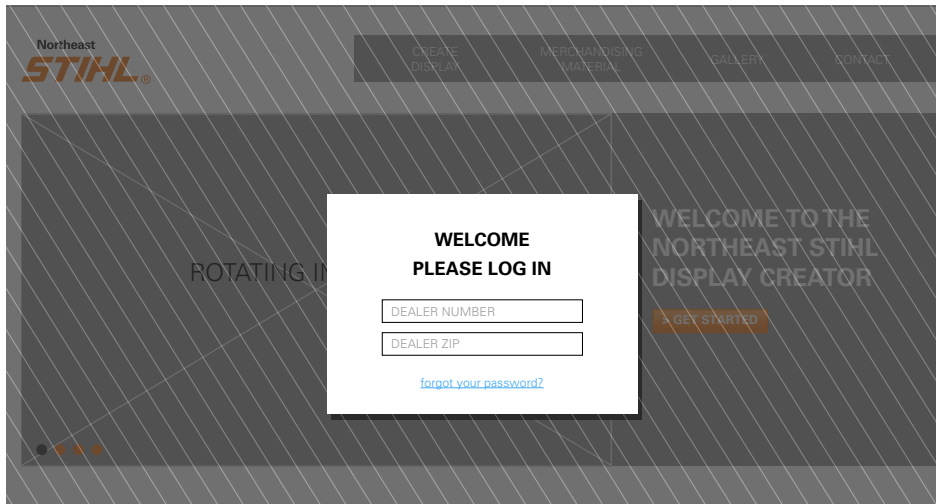 Northeast
STIHL®
CREATE
DISPLAY
MERCHANDISING
MATERIAL
GALLERY
CONTACT
ROTATING
WELCOME TO THE
NORTHEAST STIHL
DISPLAY CREATOR
> GET STARTED
WELCOME
PLEASE LOG IN
DEALER NUMBER
DEALER ZIP
forgot your password?